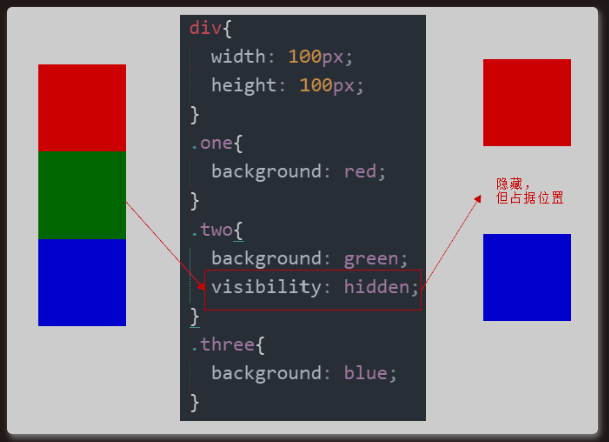 div{
width: 100px;
height: 100px;
}
.one{
background: red;
}
.two{
background: green;
visibility: hidden;
}
.three{
background: blue;
}
隐藏，
但占据位置